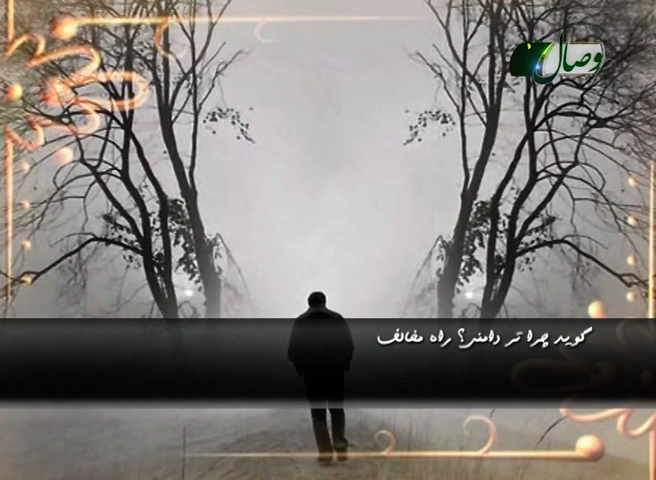 وصال
گوید چرا تر دامنی؟ راه مخالف